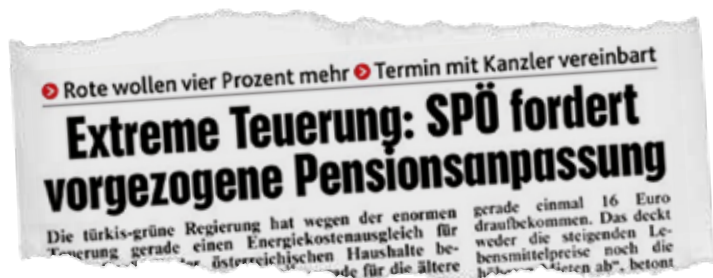 Rote wollen vier Prozent mehr Termin mit Kanzler vereinbart
Extreme Teuerung: SPÖ fordert
vorgezogene Pensionsanpassung
Die türkis-grüne Regierung hat wegen der enormen
Teuerung gerade einen Energiekostenausgleich für
österreichischen Haushalte be-
für die ältere
gerade einmal 16 Euro
draufbekommen. Das deckt
weder die steigenden Le-
bensmittelpreise noch die
ab", betont